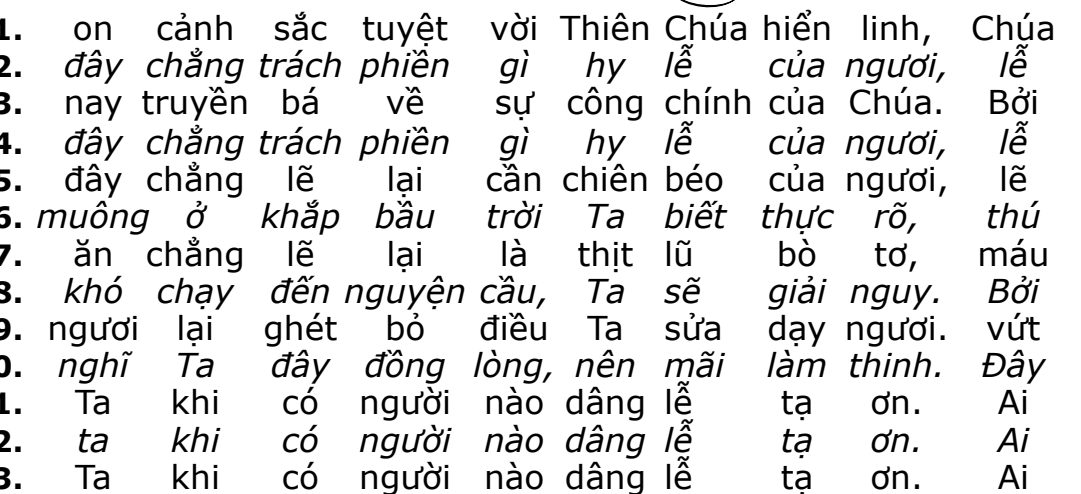 1. on cảnh sắc tuyệt vời Thiên Chúa hiển linh, Chúa
2. đây chẳng trách phiền gì hy lễ của ngươi, lễ
3. nay truyền bá về sự công chính của Chúa. Bởi
4. đây chẳng trách phiền gì hy lễ của ngươi, lễ
5. đây chẳng lẽ lại cần chiên béo của ngươi, lẽ
6. muông ở khắp bầu trời Ta biết thực rõ, thú
7. ăn chẳng lẽ lại là thịt lũ bò tơ, máu
8. khó chạy đến nguyện cầu, Ta sẽ giải nguy. Bởi
9. ngươi lại ghét bỏ điều Ta sửa dạy ngươi. vứt
0. nghĩ Ta đây đồng lòng, nên mãi làm thinh. Đây
1. Ta khi có người nào dâng lễ tạ ơn. Ai
2. ta khi có người nào dâng lễ tạ ơn. Ai
3. Ta khi có người nào dâng lễ tạ ơn. Ai